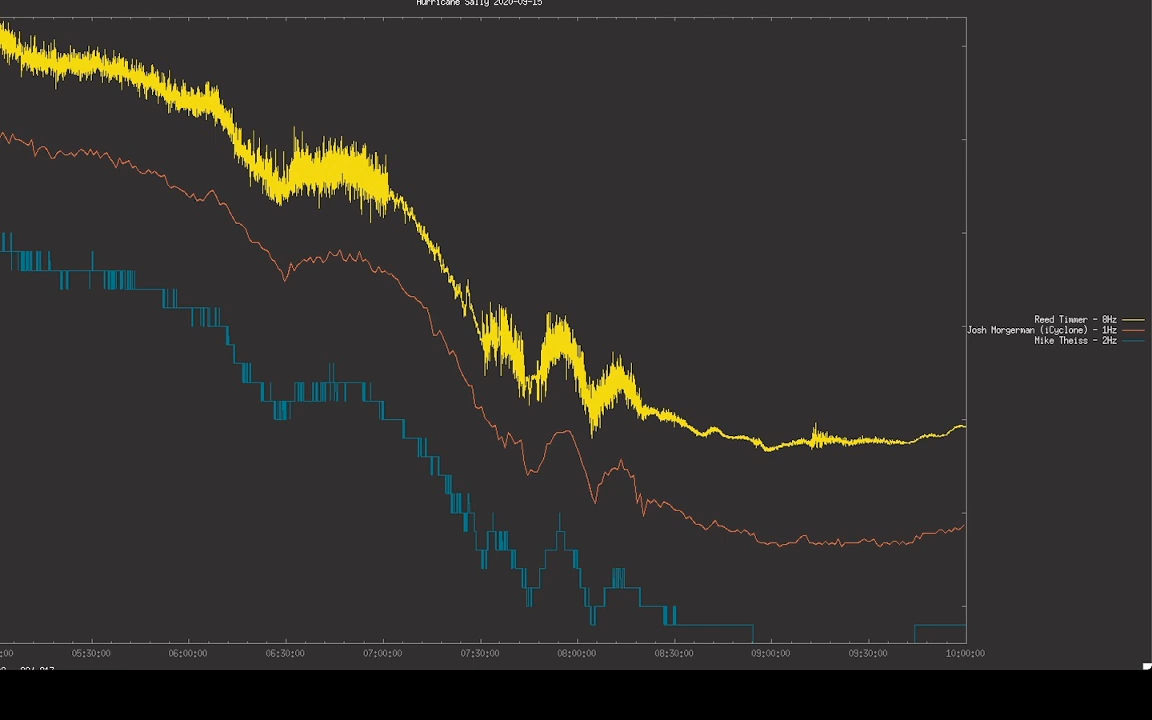 Hurricane Sally 2020-09-15
Reed Timmer - 8Hz
Josh Morgerman (iCyclone) - 1Hz
Mike Theiss - 2Hz
:00 05:30:00 06:00:00 06:30:00 07:00:00 07:30:00 08:00:00 08:30:00 09:00:00 09:30:00 10:00:00